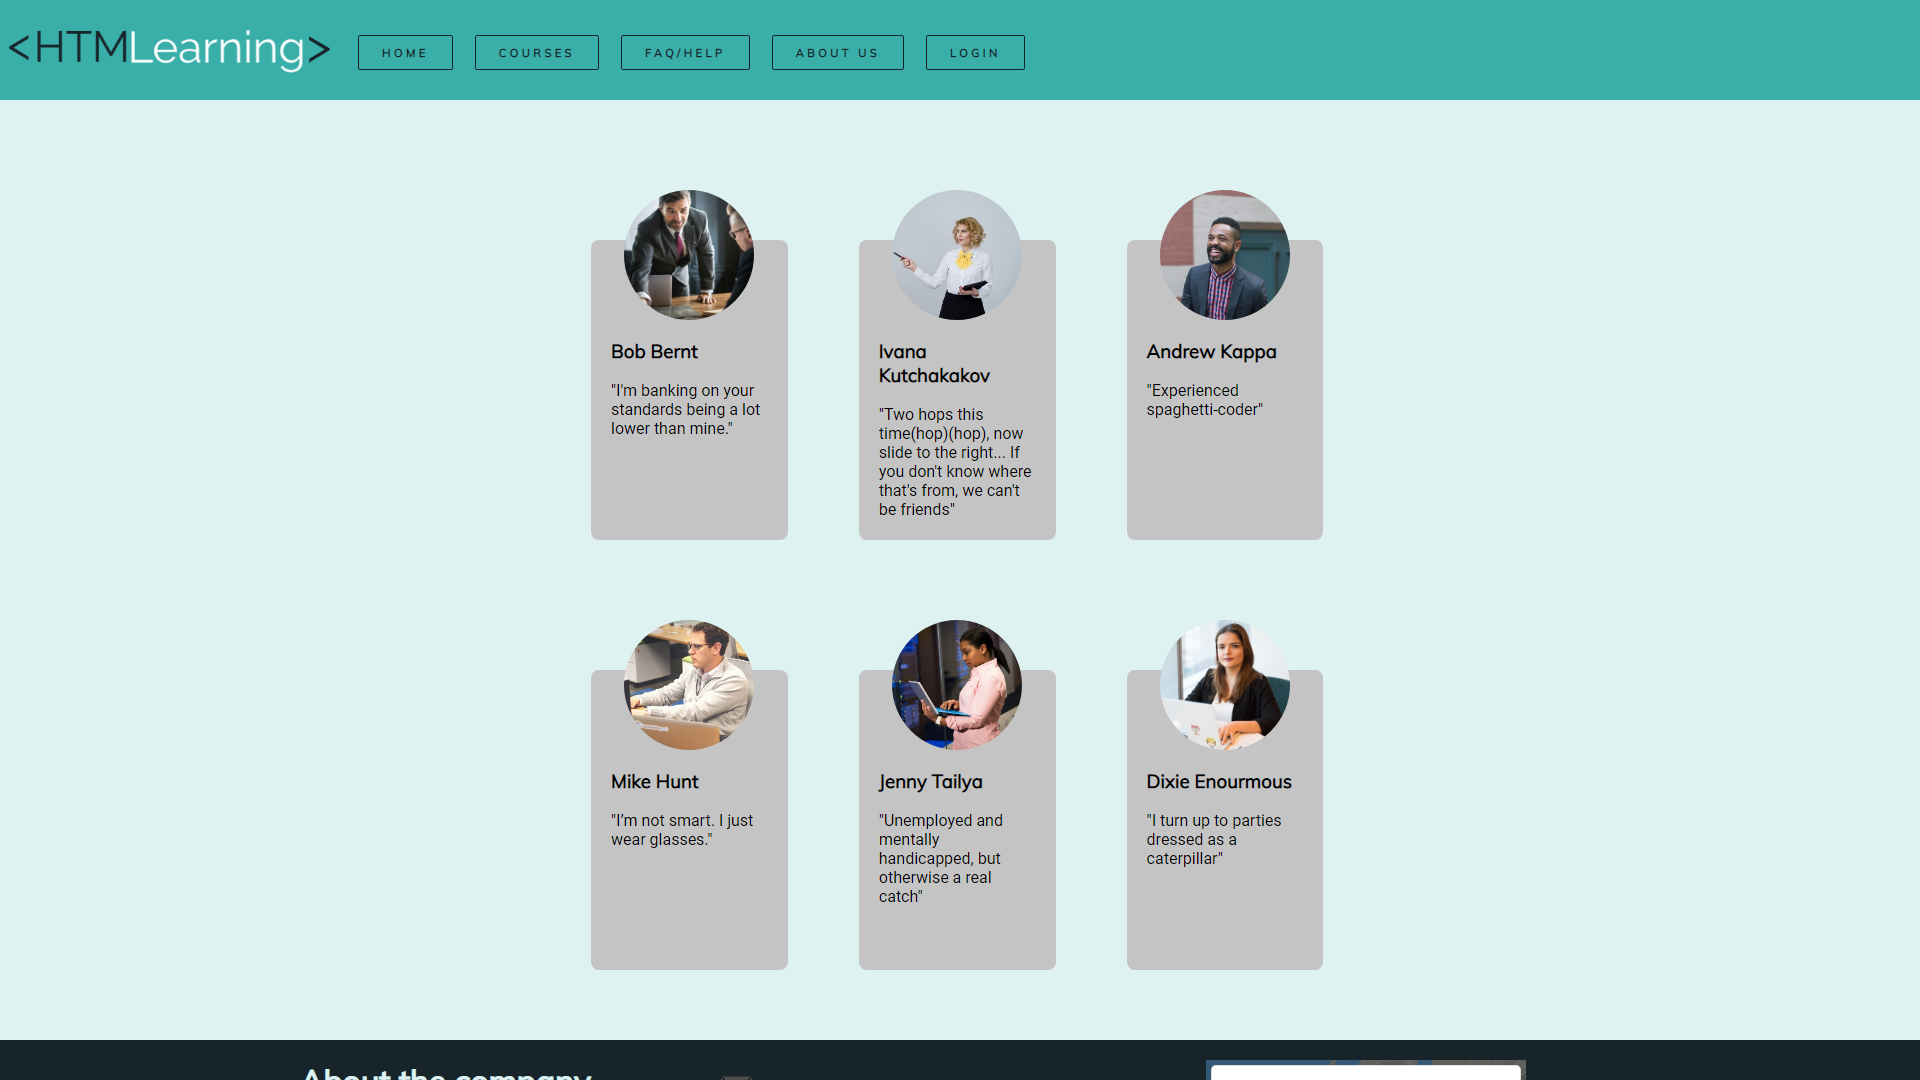 <HTMLearning>
HOME
COURSES
FAQ/HELP
ABOUT US
LOGIN
Bob Bernt
"I'm banking on your
standards being a lot
lower than mine."
Ivana
Kutchakakov
"Two hops this
time(hop)(hop), now
slide to the right... If
you don't know where
that's from, we can't
be friends"
Andrew Kappa
"Experienced
spaghetti-coder"
Mike Hunt
"I’m not smart. I just
wear glasses."
Jenny Tailya
"Unemployed and
mentally
handicapped, but
otherwise a real
catch"
Dixie Enourmous
"I turn up to parties
dressed as a
caterpillar"
About the company